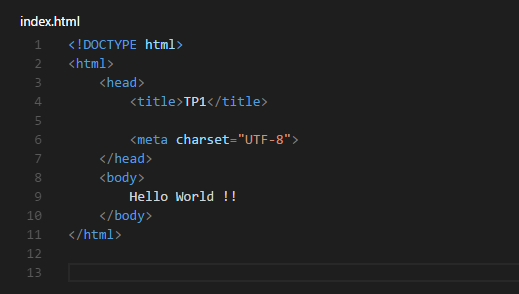 index.html
1 <!DOCTYPE html>
2 <html>
3     <head>
4         <title>TP1</title>
5
6         <meta charset="UTF-8">
7     </head>
8     <body>
9         Hello World !!
10     </body>
11 </html>
12
13